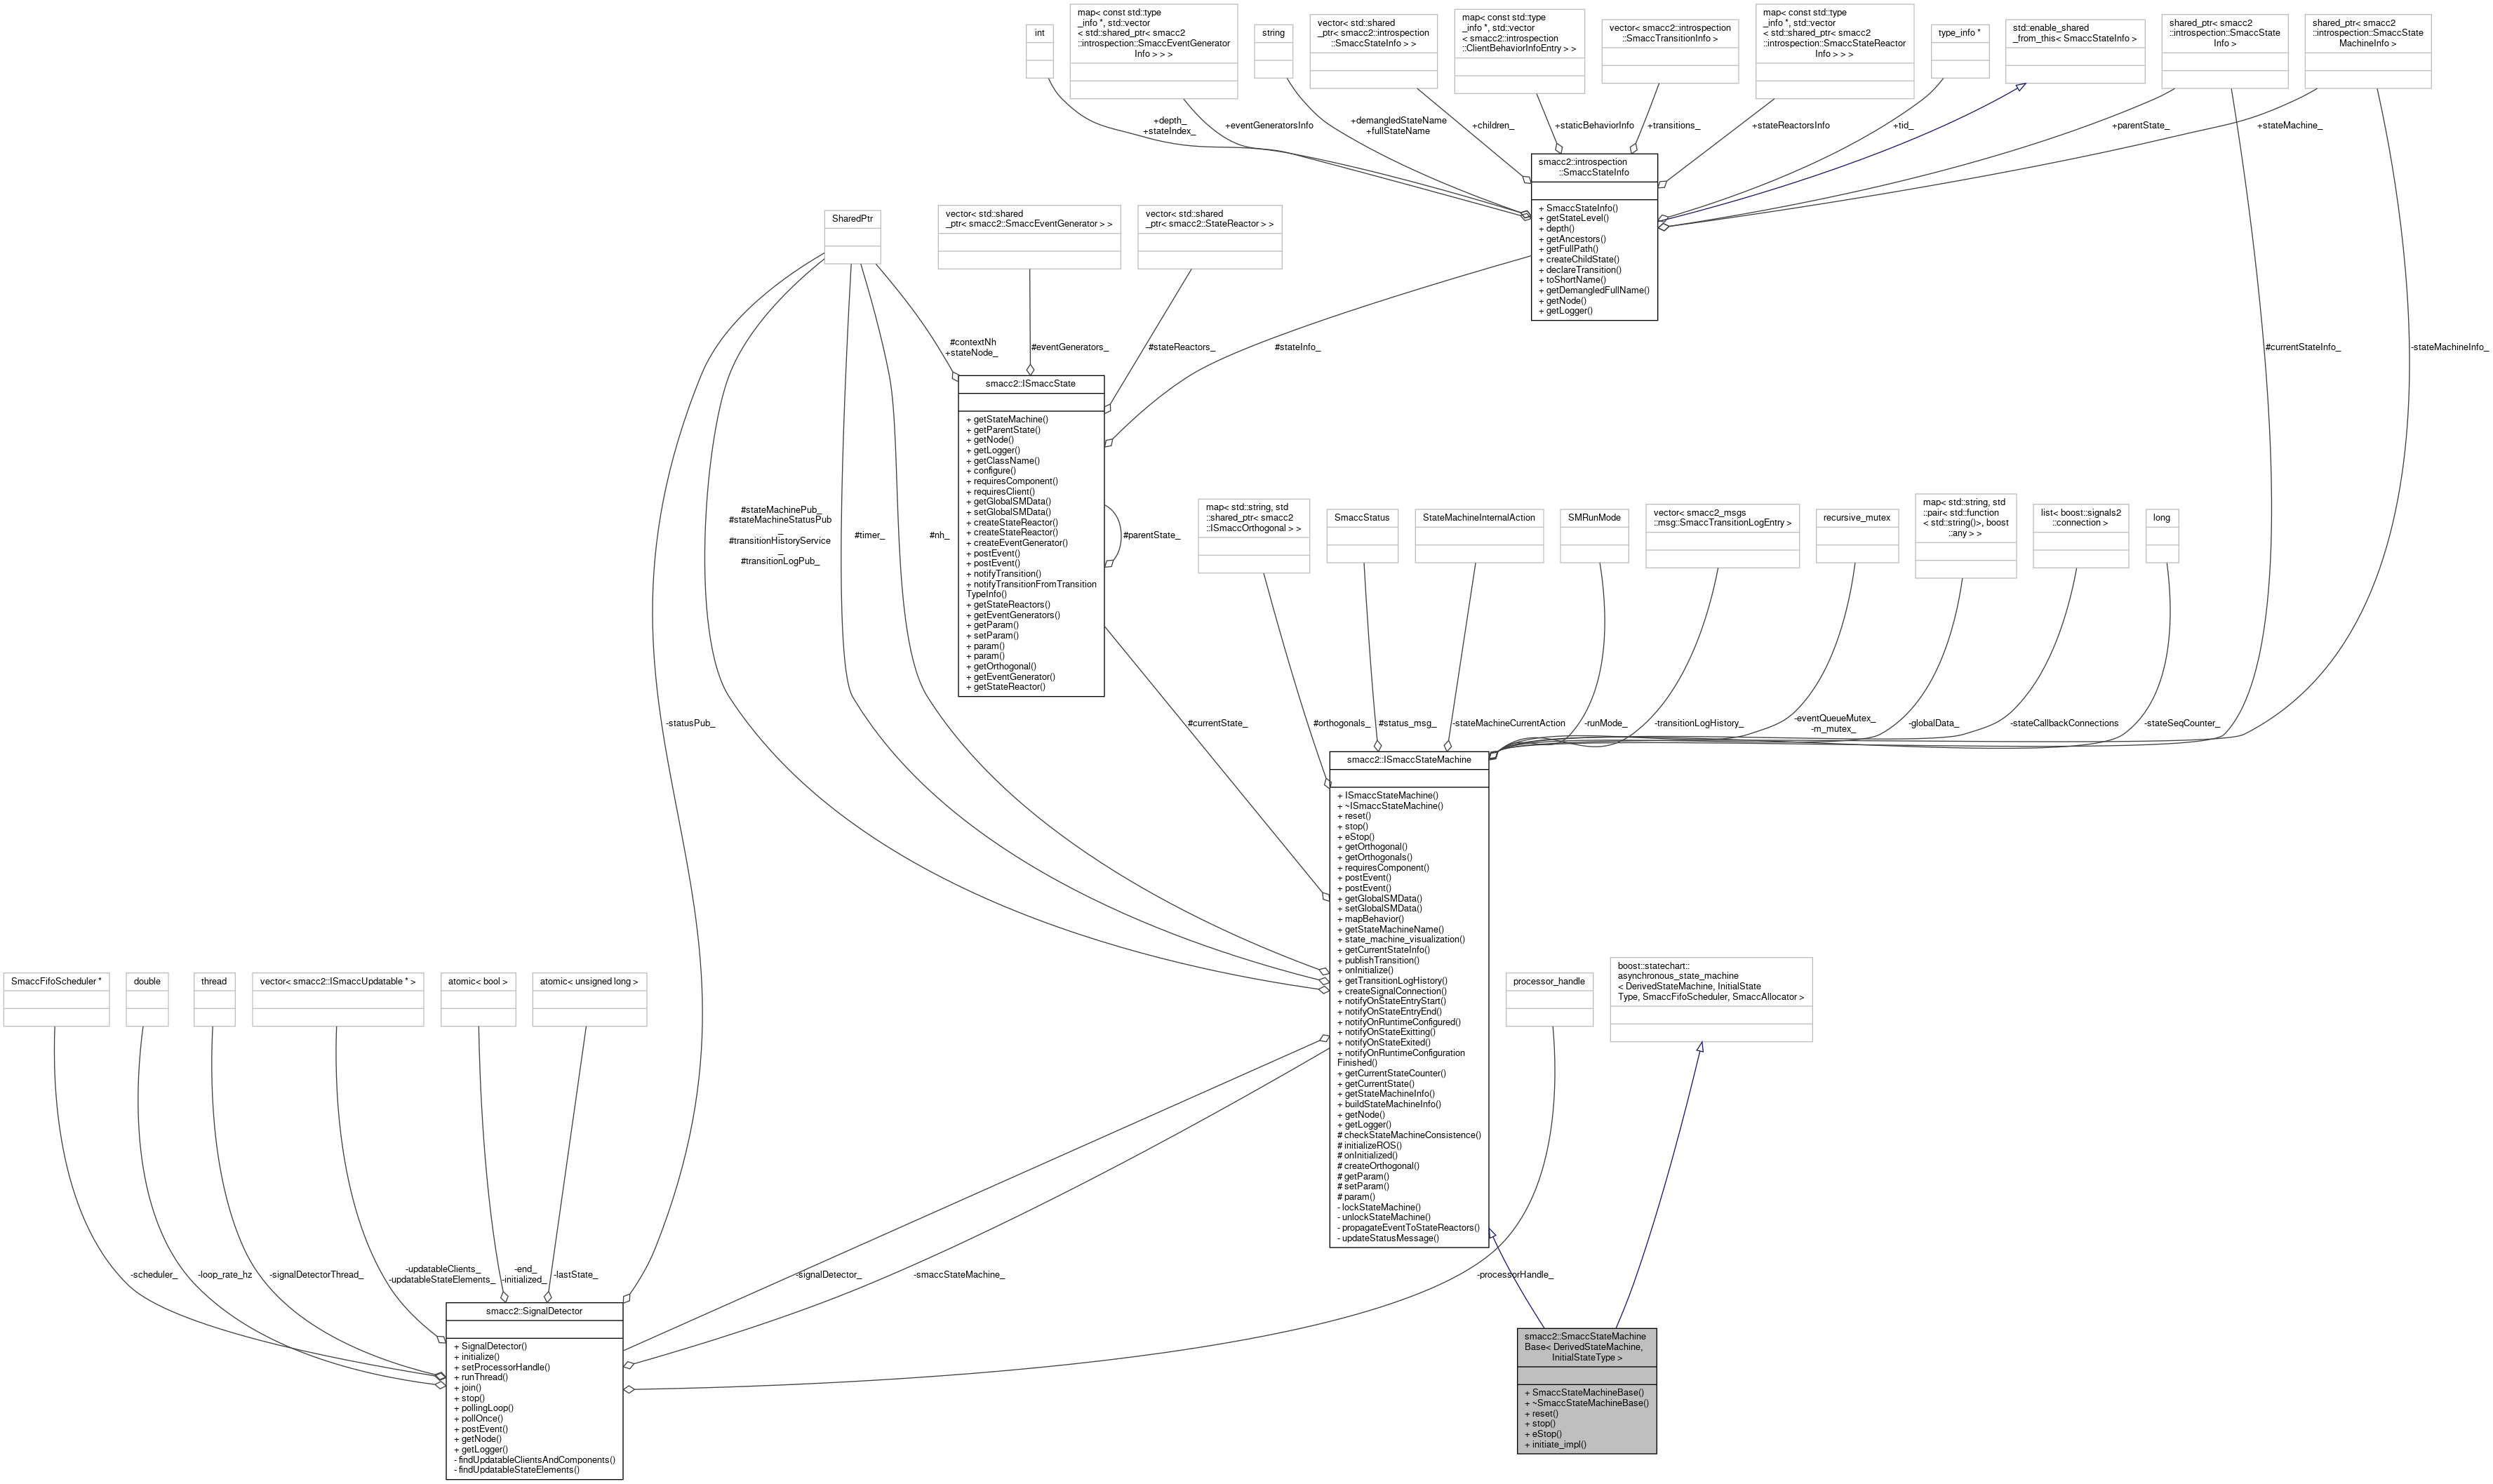 int
map< const std::type
_info *, std::vector
< std::shared_ptr< smacc2
::introspection::SmaccEventGenerator
Info > > >
string
vector< std::shared
_ptr< smacc2::introspection
::SmaccStateInfo > >
map< const std::type
_info *, std::vector
< smacc2::introspection
::ClientBehaviorInfoEntry > >
vector< smacc2::introspection
::SmaccTransitionInfo >
map< const std::type
_info *, std::vector
< std::shared_ptr< smacc2
::introspection::SmaccStateReactor
Info > > >
type_info *
std::enable_shared
_from_this< SmaccStateInfo >
shared_ptr< smacc2
::introspection::SmaccState
Info >
shared_ptr< smacc2
::introspection::SmaccState
MachineInfo >
+depth_
+stateIndex_
+eventGeneratorsInfo
+demangledStateName
+fullStateName
+children_
+staticBehaviorInfo
+transitions_
+stateReactorsInfo
+tid_
+parentState_
+stateMachine_
smacc2::introspection
::SmaccStateInfo
+ SmaccStateInfo()
+ getStateLevel()
+ depth()
+ getAncestors()
+ getFullPath()
+ createChildState()
+ declareTransition()
+ toShortName()
+ getDemangledFullName()
+ getNode()
+ getLogger()
SharedPtr
vector< std::shared
_ptr< smacc2::SmaccEventGenerator > >
vector< std::shared
_ptr< smacc2::StateReactor > >
#contextNh
+stateNode_
#eventGenerators_
#stateReactors_
#stateInfo_
#currentStateInfo_
-stateMachineInfo_
smacc2::ISmaccState
+ getStateMachine()
+ getParentState()
+ getNode()
+ getLogger()
+ getClassName()
+ configure()
+ requiresComponent()
+ requiresClient()
+ getGlobalSMData()
+ setGlobalSMData()
+ createStateReactor()
+ createStateReactor()
+ createEventGenerator()
+ postEvent()
+ postEvent()
+ notifyTransition()
+ notifyTransitionFromTransition
TypeInfo()
+ getStateReactors()
+ getEventGenerators()
+ getParam()
+ setParam()
+ param()
+ param()
+ getOrthogonal()
+ getEventGenerator()
+ getStateReactor()
#parentState_
#stateMachinePub_
#stateMachineStatusPub
_
#transitionHistoryService
_
#transitionLogPub_
#timer_
#nh_
map< std::string, std
::shared_ptr< smacc2
::ISmaccOrthogonal > >
SmaccStatus
StateMachineInternalAction
SMRunMode
vector< smacc2_msgs
::msg::SmaccTransitionLogEntry >
recursive_mutex
map< std::string, std
::pair< std::function
< std::string()>, boost
::any > >
list< boost::signals2
::connection >
long
-statusPub_
#currentState_
#orthogonals_
#status_msg_
-stateMachineCurrentAction
-runMode_
-transitionLogHistory_
-eventQueueMutex_
-m_mutex_
-globalData_
-stateCallbackConnections
-stateSeqCounter_
smacc2::ISmaccStateMachine
+ ISmaccStateMachine()
+ ~ISmaccStateMachine()
+ reset()
+ stop()
+ eStop()
+ getOrthogonal()
+ getOrthogonals()
+ requiresComponent()
+ postEvent()
+ postEvent()
+ getGlobalSMData()
+ setGlobalSMData()
+ mapBehavior()
+ getStateMachineName()
+ state_machine_visualization()
+ getCurrentStateInfo()
+ publishTransition()
+ onInitialize()
+ getTransitionLogHistory()
+ createSignalConnection()
+ notifyOnStateEntryStart()
+ notifyOnStateEntryEnd()
+ notifyOnRuntimeConfigured()
+ notifyOnStateExitting()
+ notifyOnStateExited()
+ notifyOnRuntimeConfiguration
Finished()
+ getCurrentStateCounter()
+ getCurrentState()
+ getStateMachineInfo()
+ buildStateMachineInfo()
+ getNode()
+ getLogger()
# checkStateMachineConsistence()
# initializeROS()
# onInitialized()
# createOrthogonal()
# getParam()
# setParam()
# param()
- lockStateMachine()
- unlockStateMachine()
- propagateEventToStateReactors()
- updateStatusMessage()
SmaccFifoScheduler *
double
thread
vector< smacc2::ISmaccUpdatable * >
atomic< bool >
atomic< unsigned long >
processor_handle
boost::statechart::
asynchronous_state_machine
< DerivedStateMachine, InitialState
Type, SmaccFifoScheduler, SmaccAllocator >
-scheduler_
-loop_rate_hz
-signalDetectorThread_
-updatableClients_
-updatableStateElements_
-end_
-initialized_
-lastState_
-signalDetector_
-smaccStateMachine_
-processorHandle_
smacc2::SignalDetector
+ SignalDetector()
+ initialize()
+ setProcessorHandle()
+ runThread()
+ join()
+ stop()
+ pollingLoop()
+ pollOnce()
+ postEvent()
+ getNode()
+ getLogger()
- findUpdatableClientsAndComponents()
- findUpdatableStateElements()
smacc2::SmaccStateMachine
Base< DerivedStateMachine,
InitialStateType >
+ SmaccStateMachineBase()
+ ~SmaccStateMachineBase()
+ reset()
+ stop()
+ eStop()
+ initiate_impl()